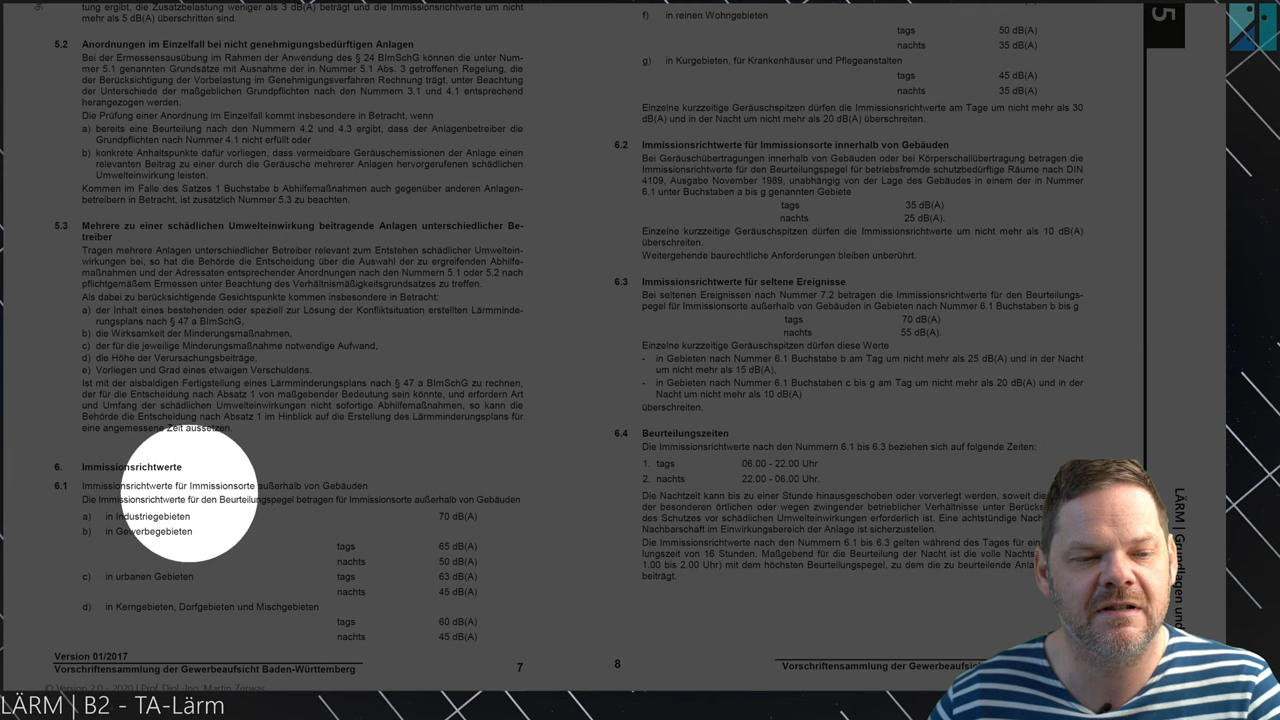 tung ergibt, die Zusatzbelastung weniger als 3 dB(A) beträgt und die Immissionsrichtwerte um nicht
mehr als 5 dB(A) überschritten sind.
5.2 Anordnungen im Einzelfall bei nicht genehmigungsbedürftigen Anlagen
Bei der Ermessensausübung im Rahmen der Anwendung des § 24 BImSchG können die unter Num-
mer 5.1 genannten Grundsätze mit Ausnahme der in Nummer 5.1 Abs. 3 getroffenen Regelung, die
der Berücksichtigung der Vorbelastung im Genehmigungsverfahren Rechnung trägt, unter Beachtung
der Unterschiede der maßgeblichen Grundpflichten nach den Nummern 3.1 und 4.1 entsprechend
herangezogen werden.
Die Prüfung einer Anordnung im Einzelfall kommt insbesondere in Betracht, wenn
a) bereits eine Beurteilung nach den Nummern 4.2 und 4.3 ergibt, dass der Anlagenbetreiber die
Grundpflichten nach Nummer 4.1 nicht erfüllt oder
b) konkrete Anhaltspunkte dafür vorliegen, dass vermeidbare Geräuschemissionen der Anlage einen
relevanten Beitrag zu einer durch die Geräusche mehrerer Anlagen hervorgerufenen schädlichen
Umwelteinwirkung leisten.
Kommen im Falle des Satzes 1 Buchstabe b Abhilfemaßnahmen auch gegenüber anderen Anlagen-
betreibern in Betracht, ist zusätzlich Nummer 5.3 zu beachten.
5.3 Mehrere zu einer schädlichen Umwelteinwirkung beitragende Anlagen unterschiedlicher Be-
treiber
Tragen mehrere Anlagen unterschiedlicher Betreiber relevant zum Entstehen schädlicher Umweltein-
wirkungen bei, so hat die Behörde die Entscheidung über die Auswahl der zu ergreifenden Abhilfe-
maßnahmen und der Adressaten entsprechender Anordnungen nach den Nummern 5.1 oder 5.2 nach
pflichtgemäßem Ermessen unter Beachtung des Verhältnismäßigkeitsgrundsatzes zu treffen.
Als dabei zu berücksichtigende Gesichtspunkte kommen insbesondere in Betracht:
a) der Inhalt eines bestehenden oder speziell zur Lösung der Konfliktsituation erstellten Lärmminde-
rungsplans nach § 47 a BImSchG,
b) die Wirksamkeit der Minderungsmaßnahmen,
c) der für die jeweilige Minderungsmaßnahme notwendige Aufwand,
d) die Höhe der Verursachungsbeiträge,
e) Vorliegen und Grad eines etwaigen Verschuldens.
Ist mit der alsbaldigen Fertigstellung eines Lärmminderungsplans nach § 47 a BImSchG zu rechnen,
der für die Entscheidung nach Absatz 1 von maßgebender Bedeutung sein könnte, und erfordern Art
und Umfang der schädlichen Umwelteinwirkungen nicht sofortige Abhilfemaßnahmen, so kann die
Behörde die Entscheidung nach Absatz 1 im Hinblick auf die Erstellung des Lärmminderungsplans für
eine angemessene Zeit aussetzen.
6. Immissionsrichtwerte
6.1 Immissionsrichtwerte für Immissionsorte außerhalb von Gebäuden
Die Immissionsrichtwerte für den Beurteilungspegel betragen für Immissionsorte außerhalb von Gebäuden
a) in Industriegebieten 70 dB(A)
b) in Gewerbegebieten
tags 65 dB(A)
nachts 50 dB(A)
c) in urbanen Gebieten tags 63 dB(A)
nachts 45 dB(A)
d) in Kerngebieten, Dorfgebieten und Mischgebieten
tags 60 dB(A)
nachts 45 dB(A)
Version 01/2017
Vorschriftensammlung der Gewerbeaufsicht Baden-Württemberg 7
© Version 2.0 - 2020 | Prof. Dipl.-Ing. Martin Zerwas
f) in reinen Wohngebieten
tags 50 dB(A)
nachts 35 dB(A)
g) in Kurgebieten, für Krankenhäuser und Pflegeanstalten
tags 45 dB(A)
nachts 35 dB(A)
Einzelne kurzzeitige Geräuschspitzen dürfen die Immissionsrichtwerte am Tage um nicht mehr als 30
dB(A) und in der Nacht um nicht mehr als 20 dB(A) überschreiten.
6.2 Immissionsrichtwerte für Immissionsorte innerhalb von Gebäuden
Bei Geräuschübertragungen innerhalb von Gebäuden oder bei Körperschallübertragung betragen die
Immissionsrichtwerte für den Beurteilungspegel für betriebsfremde schutzbedürftige Räume nach DIN
4109, Ausgabe November 1989, unabhängig von der Lage des Gebäudes in einem der in Nummer
6.1 unter Buchstaben a bis g genannten Gebiete
tags 35 dB(A)
nachts 25 dB(A).
Einzelne kurzzeitige Geräuschspitzen dürfen die Immissionsrichtwerte um nicht mehr als 10 dB(A)
überschreiten.
Weitergehende baurechtliche Anforderungen bleiben unberührt.
6.3 Immissionsrichtwerte für seltene Ereignisse
Bei seltenen Ereignissen nach Nummer 7.2 betragen die Immissionsrichtwerte für den Beurteilungs-
pegel für Immissionsorte außerhalb von Gebäuden in Gebieten nach Nummer 6.1 Buchstaben b bis g
tags 70 dB(A)
nachts 55 dB(A).
Einzelne kurzzeitige Geräuschspitzen dürfen diese Werte
- in Gebieten nach Nummer 6.1 Buchstabe b am Tag um nicht mehr als 25 dB(A) und in der Nacht
um nicht mehr als 15 dB(A),
- in Gebieten nach Nummer 6.1 Buchstaben c bis g am Tag um nicht mehr als 20 dB(A) und in der
Nacht um nicht mehr als 10 dB(A)
überschreiten.
6.4 Beurteilungszeiten
Die Immissionsrichtwerte nach den Nummern 6.1 bis 6.3 beziehen sich auf folgende Zeiten:
1. tags 06.00 - 22.00 Uhr
2. nachts 22.00 - 06.00 Uhr.
Die Nachtzeit kann bis zu einer Stunde hinausgeschoben oder vorverlegt werden, soweit die
der besonderen örtlichen oder wegen zwingender betrieblicher Verhältnisse unter Berücks
des Schutzes vor schädlichen Umwelteinwirkungen erforderlich ist. Eine achtstündige Nach
Nachbarschaft im Einwirkungsbereich der Anlage ist sicherzustellen.
Die Immissionsrichtwerte nach den Nummern 6.1 bis 6.3 gelten während des Tages für ein
lungszeit von 16 Stunden. Maßgebend für die Beurteilung der Nacht ist die volle Nachts
1.00 bis 2.00 Uhr) mit dem höchsten Beurteilungspegel, zu dem die zu beurteilende Anla
beiträgt.
8 Vorschriftensammlung der Gewerbeaufsicht
5
LÄRM | Grundlagen und
LÄRM | B2 - TA-Lärm